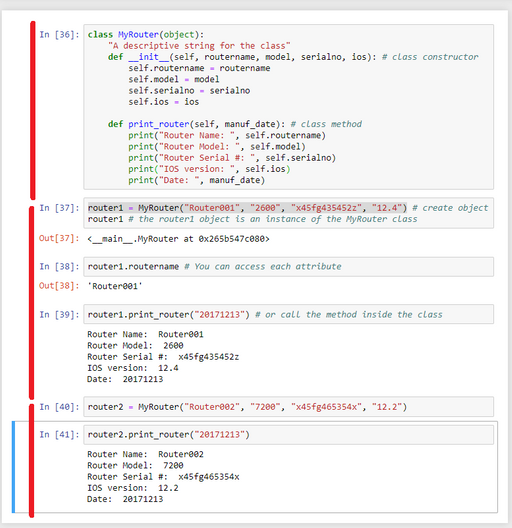 In [36]: class MyRouter(object):
    "A descriptive string for the class"
    def __init__(self, routername, model, serialno, ios): # class constructor
        self.routername = routername
        self.model = model
        self.serialno = serialno
        self.ios = ios

    def print_router(self, manuf_date): # class method
        print("Router Name: ", self.routername)
        print("Router Model: ", self.model)
        print("Router Serial #: ", self.serialno)
        print("IOS version: ", self.ios)
        print("Date: ", manuf_date)
In [37]: router1 = MyRouter("Router001", "2600", "x45fg435452z", "12.4") # create object
router1 # the router1 object is an instance of the MyRouter class
Out[37]: <__main__.MyRouter at 0x265b547c080>
In [38]: router1.routername # You can access each attribute
Out[38]: 'Router001'
In [39]: router1.print_router("20171213") # or call the method inside the class
Router Name:  Router001
Router Model:  2600
Router Serial #:  x45fg435452z
IOS version:  12.4
Date:  20171213
In [40]: router2 = MyRouter("Router002", "7200", "x45fg465354x", "12.2")
In [41]: router2.print_router("20171213")
Router Name:  Router002
Router Model:  7200
Router Serial #:  x45fg465354x
IOS version:  12.2
Date:  20171213